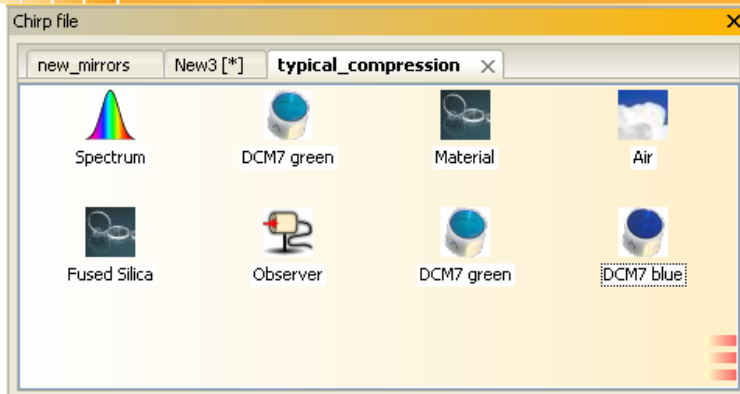 Chirp file
new_mirrors New3 [*] typical_compression
Spectrum DCM7 green Material Air
Fused Silica Observer DCM7 green DCM7 blue